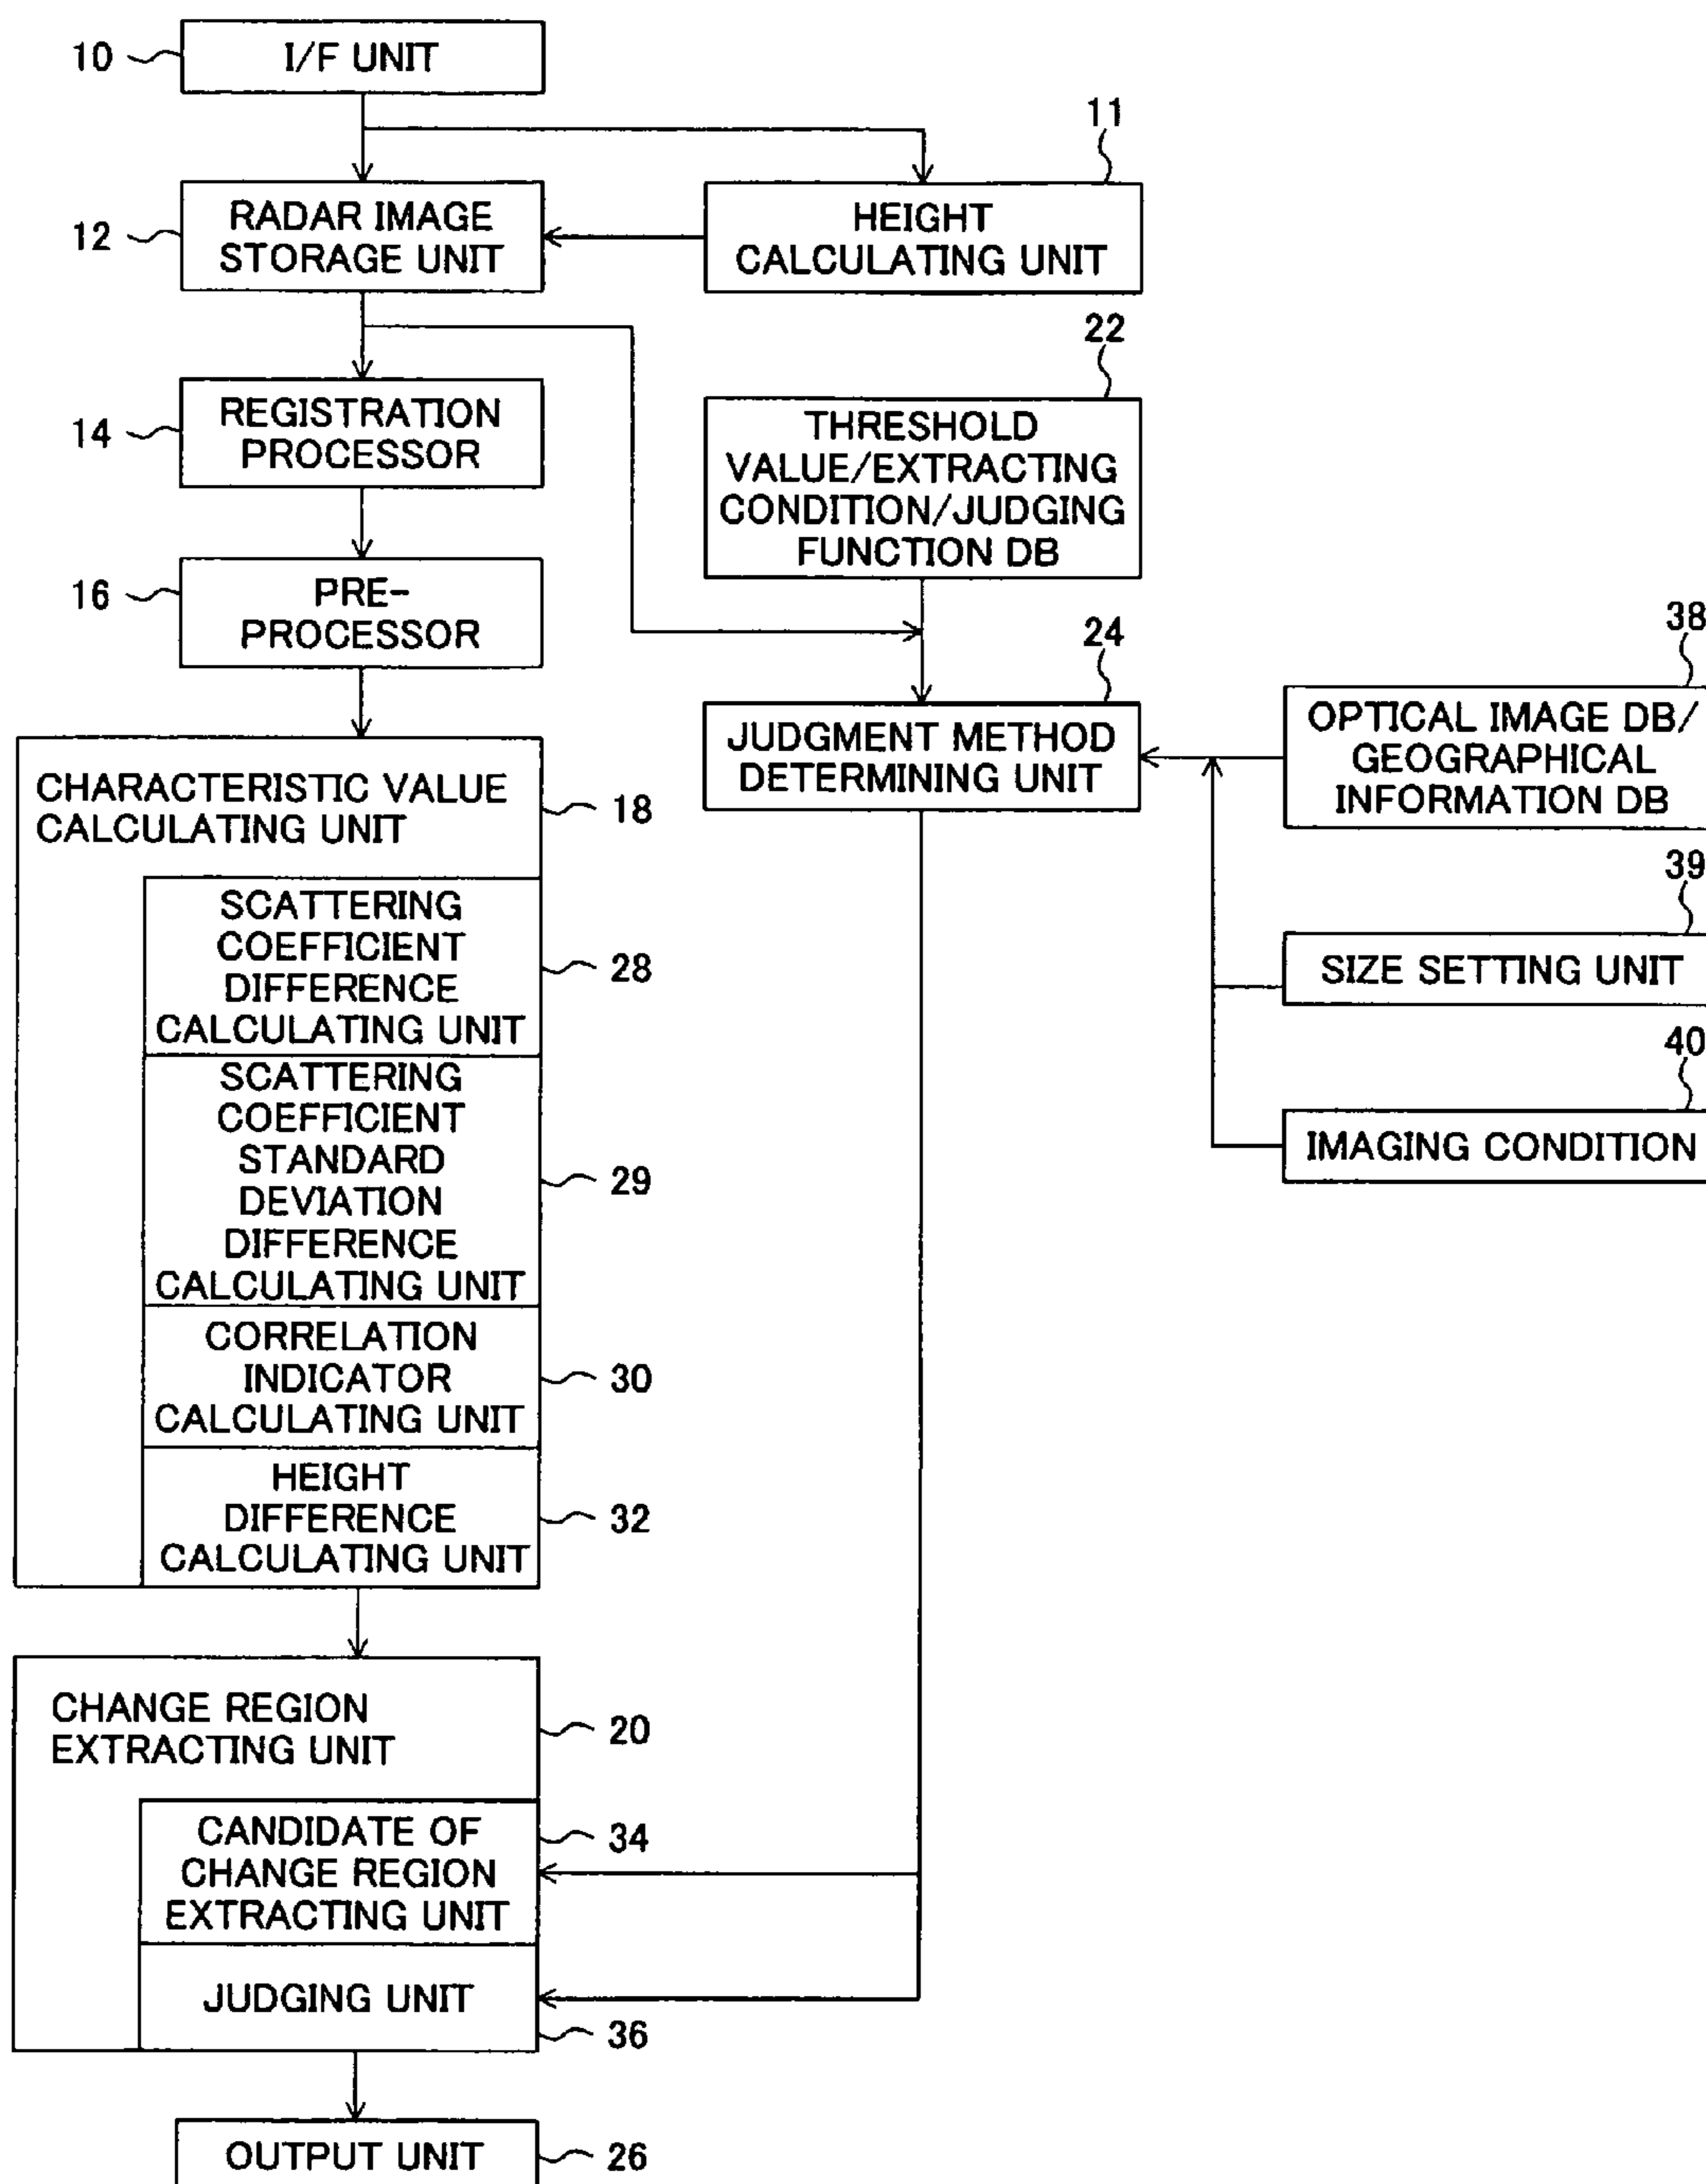 10
I/F UNIT
11
12
RADAR IMAGE
STORAGE UNIT
HEIGHT
CALCULATING UNIT
22
14
REGISTRATION
PROCESSOR
THRESHOLD
VALUE/EXTRACTING
CONDITION/JUDGING
FUNCTION DB
16
PRE-
PROCESSOR
24
JUDGMENT METHOD
DETERMINING UNIT
38
OPTICAL IMAGE DB/
GEOGRAPHICAL
INFORMATION DB
39
SIZE SETTING UNIT
40
IMAGING CONDITION
CHARACTERISTIC VALUE
CALCULATING UNIT
18
SCATTERING
COEFFICIENT
DIFFERENCE
CALCULATING UNIT
28
SCATTERING
COEFFICIENT
STANDARD
DEVIATION
DIFFERENCE
CALCULATING UNIT
29
CORRELATION
INDICATOR
CALCULATING UNIT
30
HEIGHT
DIFFERENCE
CALCULATING UNIT
32
CHANGE REGION
EXTRACTING UNIT
20
CANDIDATE OF
CHANGE REGION
EXTRACTING UNIT
34
JUDGING UNIT
36
OUTPUT UNIT
26